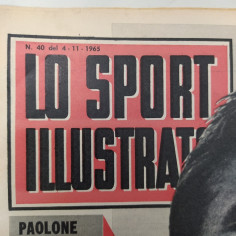 N. 40 del 4-11-1965
LO SPORT
ILLUSTRAT
PAOLONE